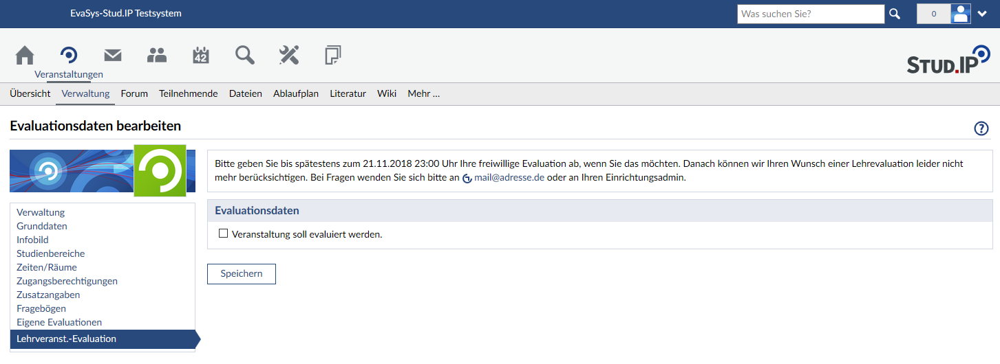 EvaSys-Stud.IP Testsystem
Was suchen Sie?
0
42
Veranstaltungen
STUD.IP
Übersicht Verwaltung Forum Teilnehmende Dateien Ablaufplan Literatur Wiki Mehr ...
Evaluationsdaten bearbeiten
?
Bitte geben Sie bis spätestens zum 21.11.2018 23:00 Uhr Ihre freiwillige Evaluation ab, wenn Sie das möchten. Danach können wir Ihren Wunsch einer Lehrevaluation leider nicht
mehr berücksichtigen. Bei Fragen wenden Sie sich bitte an mail@adresse.de oder an Ihren Einrichtungsadmin.
Evaluationsdaten
Veranstaltung soll evaluiert werden.
Speichern
Verwaltung
Grunddaten
Infobild
Studienbereiche
Zeiten/Räume
Zugangsberechtigungen
Zusatzangaben
Fragebögen
Eigene Evaluationen
Lehrveranst.-Evaluation